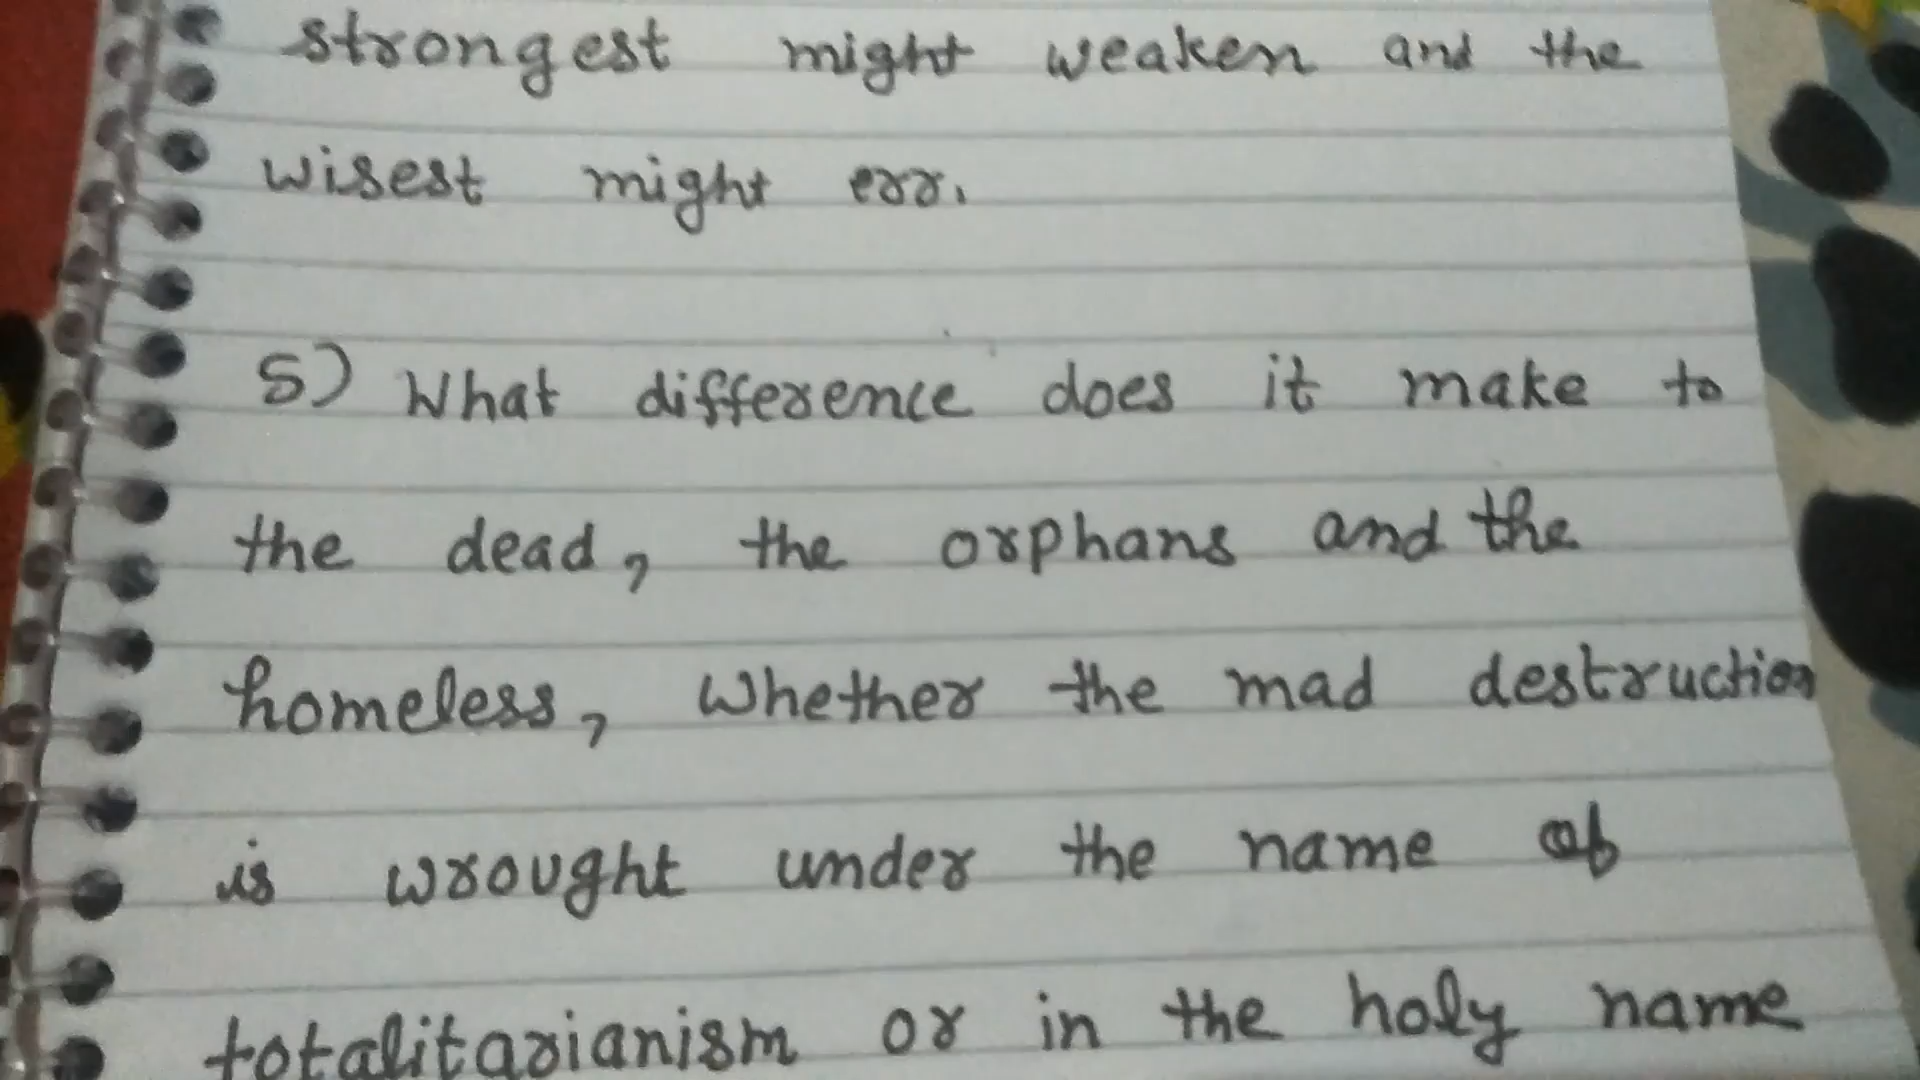 strongest might weaken and the
wisest might err.
5) What difference does it make to
the dead, the orphans and the
homeless, whether the mad destruction
is wrought under the name of
totalitarianism or in the holy name